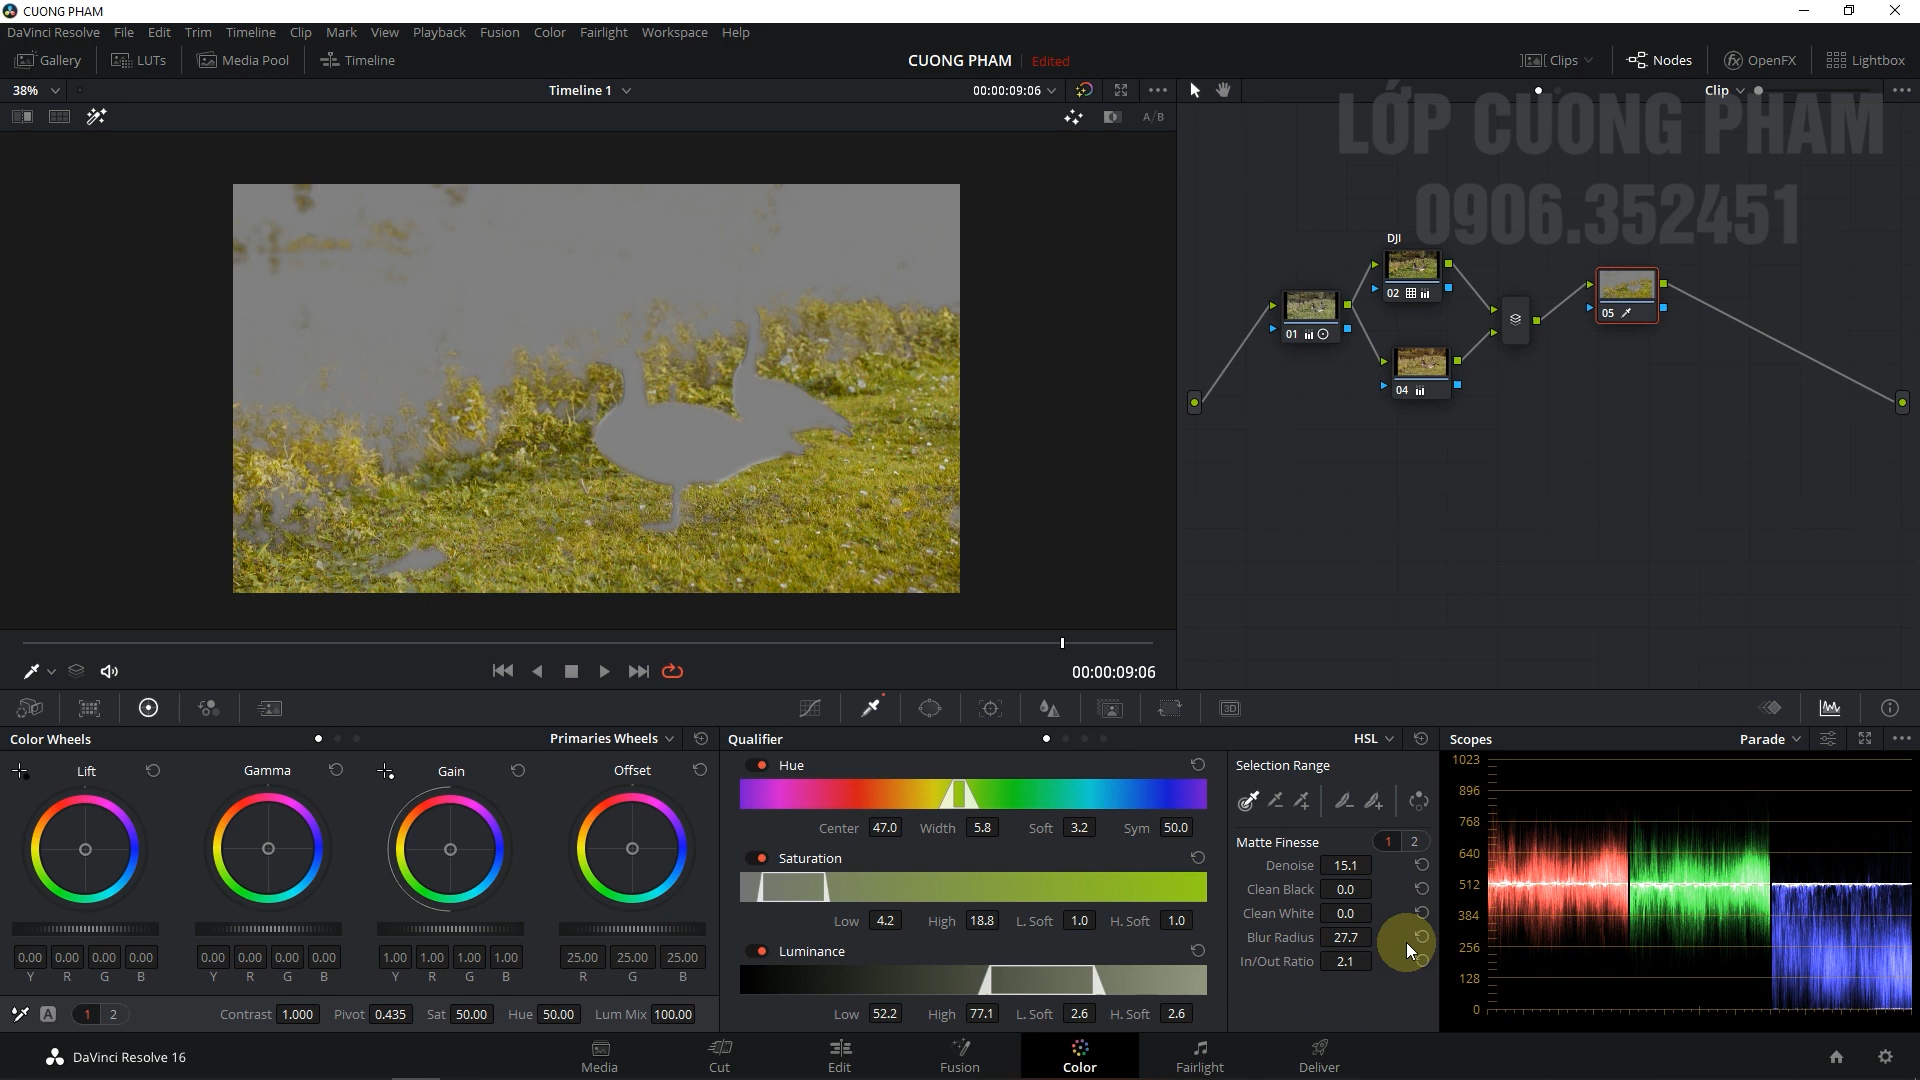 CUONG PHAM
DaVinci Resolve File Edit Trim Timeline Clip Mark View Playback Fusion Color Fairlight Workspace Help
Gallery LUTs Media Pool Timeline CUONG PHAM Edited Clips Nodes OpenFX Lightbox
38% Timeline 1 00:00:09:06 Clip
A/B
LỚP CUONG PHAM
0906.352451
DJI
02
05
01
04
00:00:09:06
3D
Color Wheels Primaries Wheels Qualifier HSL Scopes Parade
Lift Gamma Gain Offset
0.00 0.00 0.00 0.00 0.00 0.00 0.00 0.00 1.00 1.00 1.00 1.00 25.00 25.00 25.00
Y R G B Y R G B Y R G B R G B
A 1 2 Contrast 1.000 Pivot 0.435 Sat 50.00 Hue 50.00 Lum Mix 100.00
Hue
Center 47.0 Width 5.8 Soft 3.2 Sym 50.0
Saturation
Low 4.2 High 18.8 L. Soft 1.0 H. Soft 1.0
Luminance
Low 52.2 High 77.1 L. Soft 2.6 H. Soft 2.6
Selection Range
Matte Finesse 1 2
Denoise 15.1
Clean Black 0.0
Clean White 0.0
Blur Radius 27.7
In/Out Ratio 2.1
1023
896
768
640
512
384
256
128
0
DaVinci Resolve 16 Media Cut Edit Fusion Color Fairlight Deliver